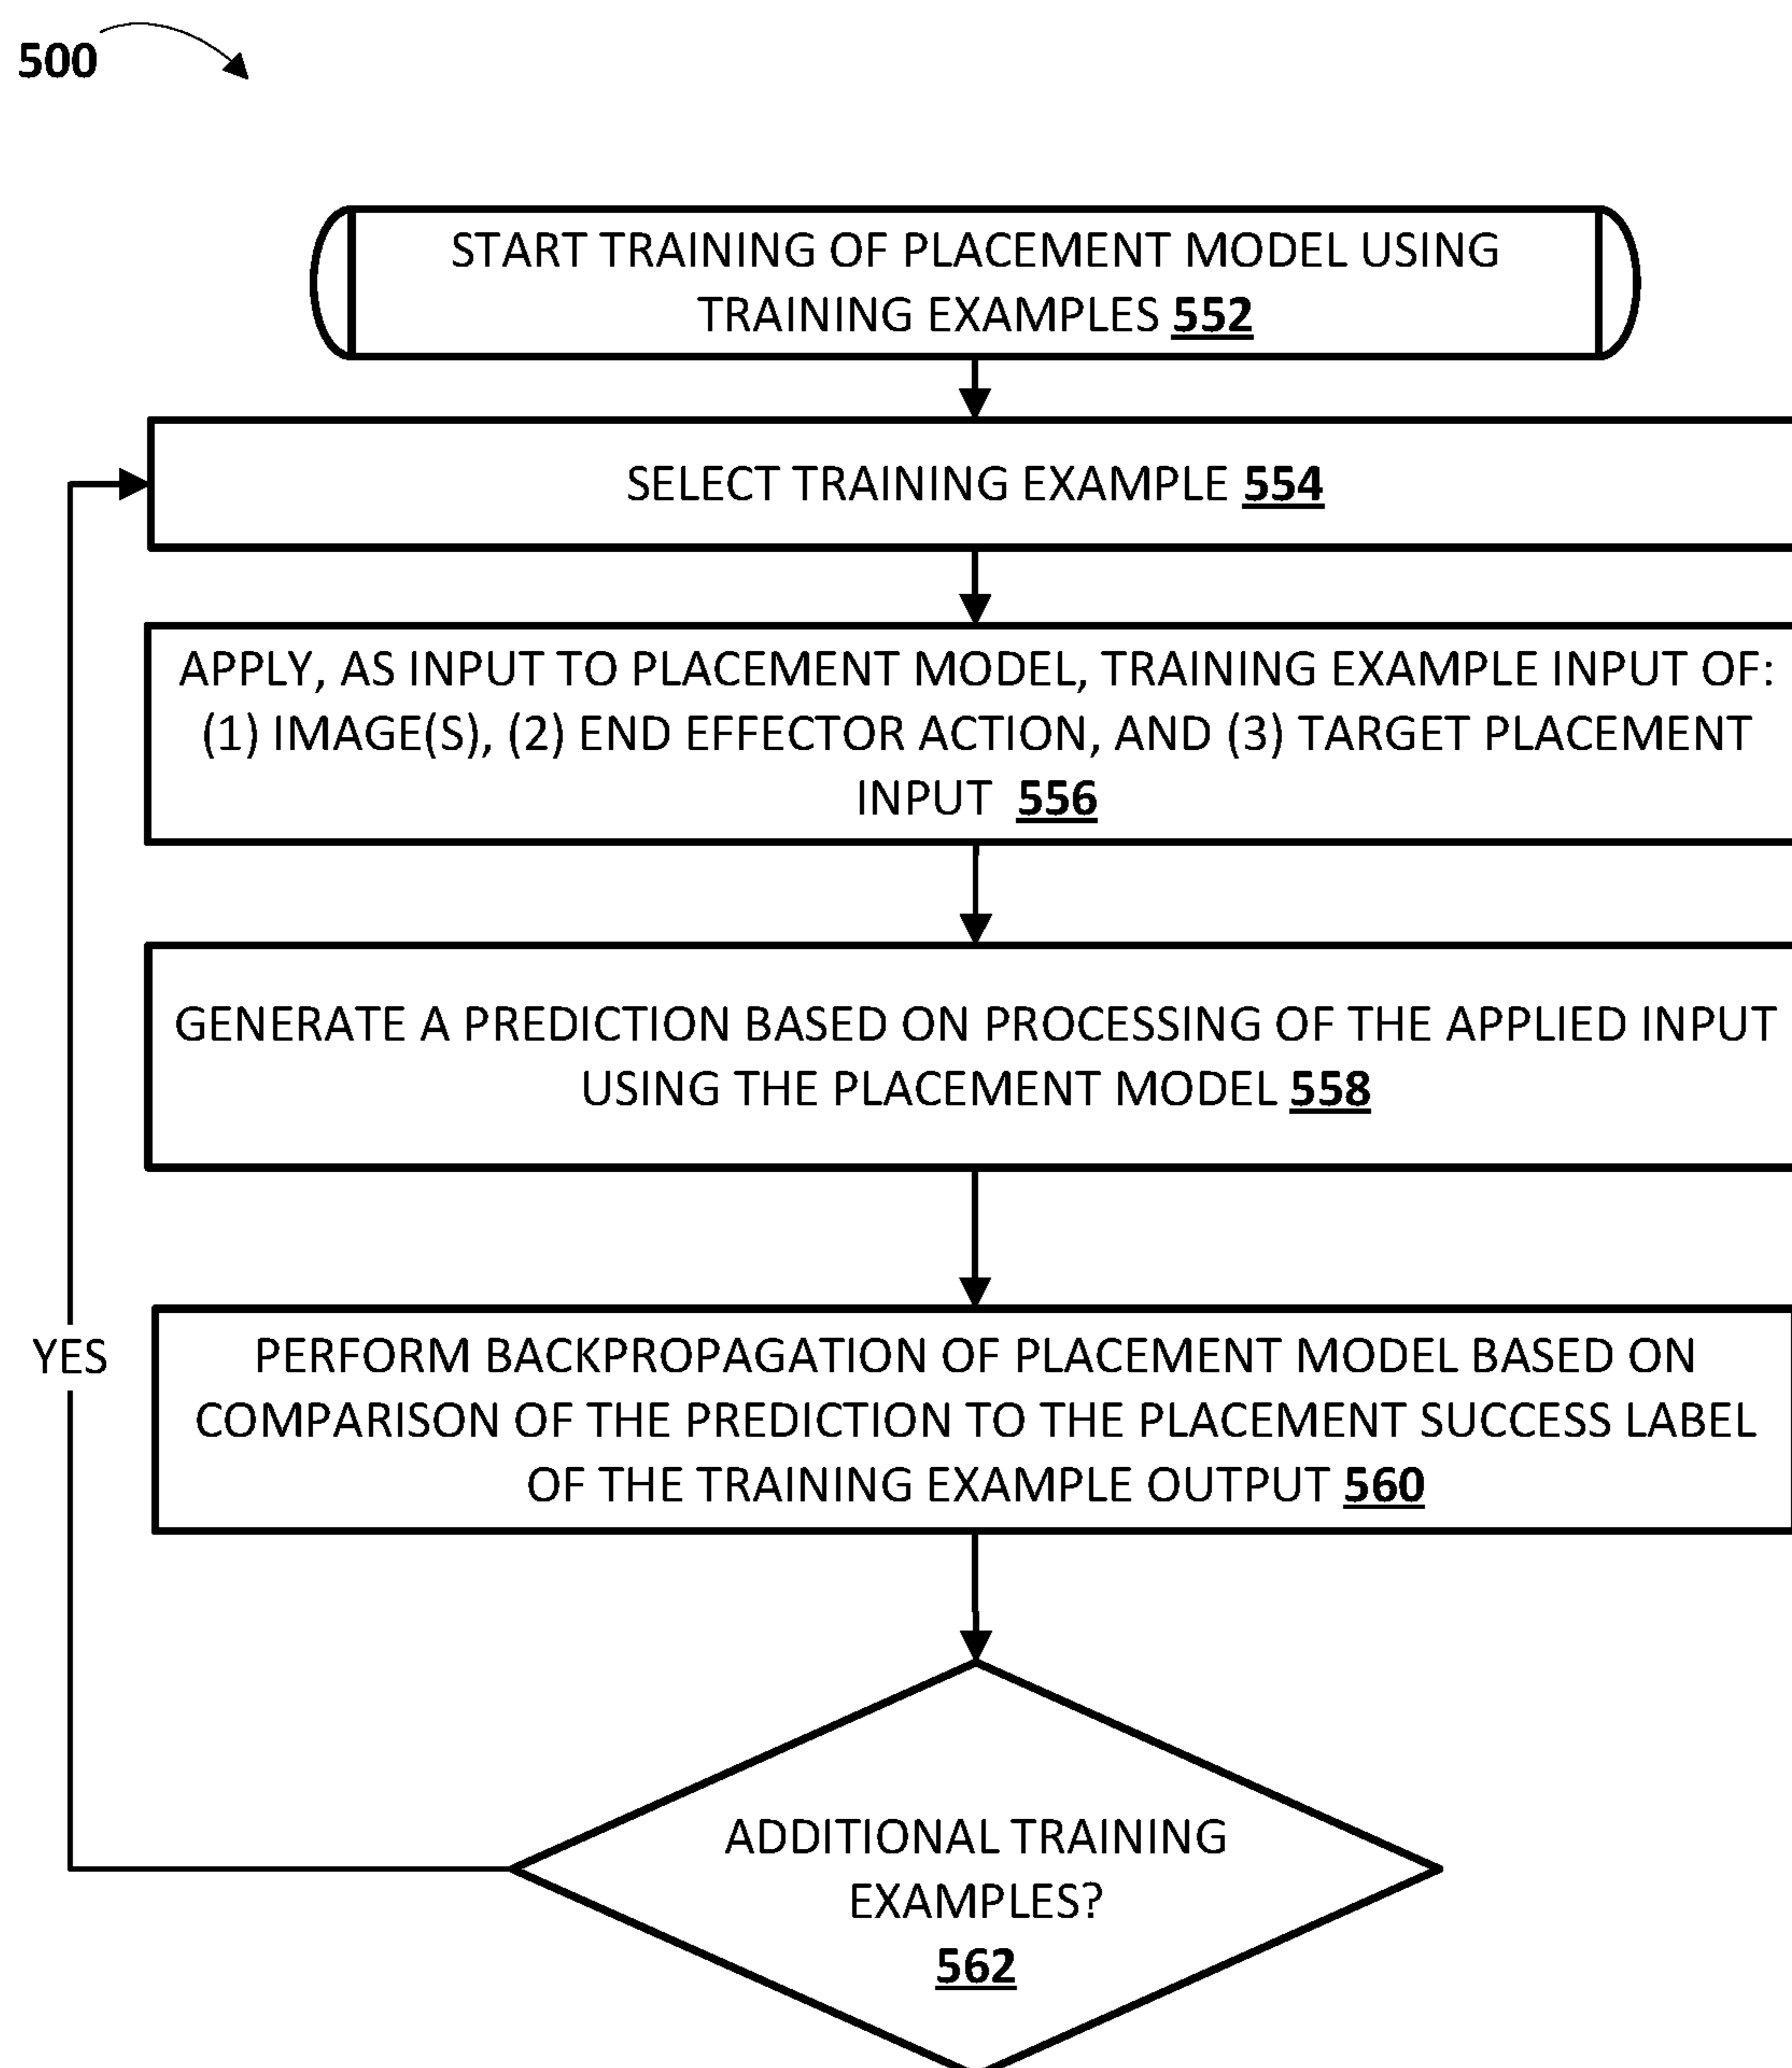 500
START TRAINING OF PLACEMENT MODEL USING
TRAINING EXAMPLES 552
SELECT TRAINING EXAMPLE 554
APPLY, AS INPUT TO PLACEMENT MODEL, TRAINING EXAMPLE INPUT OF:
(1) IMAGE(S), (2) END EFFECTOR ACTION, AND (3) TARGET PLACEMENT
INPUT 556
GENERATE A PREDICTION BASED ON PROCESSING OF THE APPLIED INPUT
USING THE PLACEMENT MODEL 558
YES
PERFORM BACKPROPAGATION OF PLACEMENT MODEL BASED ON
COMPARISON OF THE PREDICTION TO THE PLACEMENT SUCCESS LABEL
OF THE TRAINING EXAMPLE OUTPUT 560
ADDITIONAL TRAINING
EXAMPLES?
562